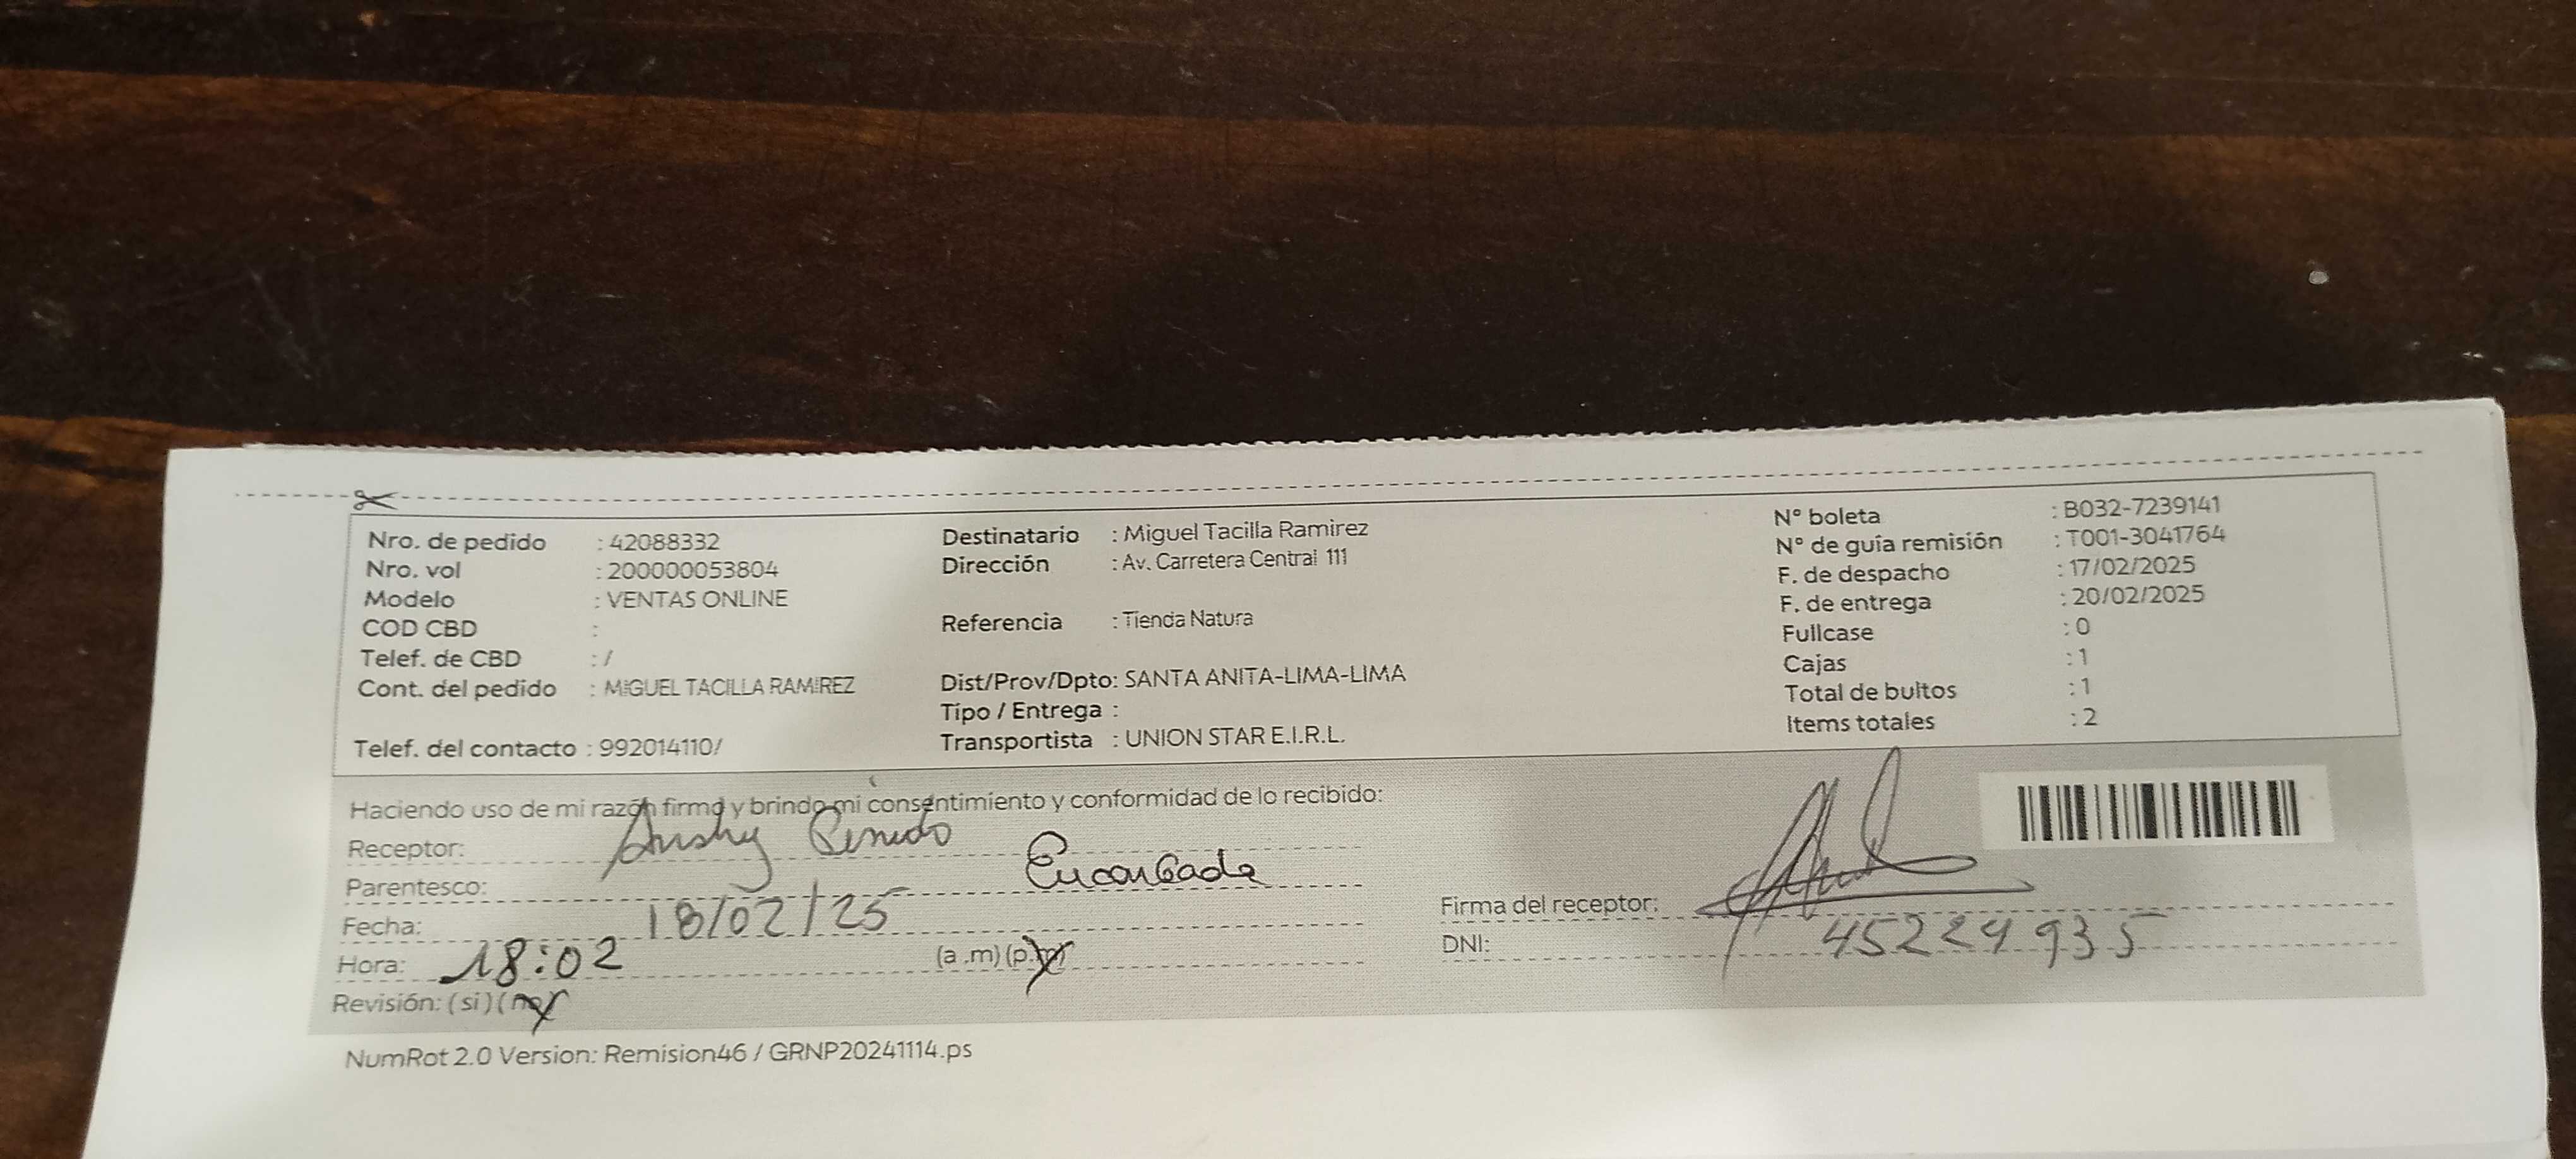 Nro. de pedido : 42088332
Nro. vol : 200000053804
Modelo : VENTAS ONLINE
COD CBD :
Telef. de CBD : /
Cont. del pedido : MIGUEL TACILLA RAMIREZ
Telef. del contacto : 992014110/
Destinatario : Miguel Tacilla Ramirez
Dirección : Av. Carretera Central 111
Referencia : Tienda Natura
Dist/Prov/Dpto: SANTA ANITA-LIMA-LIMA
Tipo / Entrega :
Transportista : UNION STAR E.I.R.L.
N° boleta : B032-7239141
N° de guía remisión : T001-3041764
F. de despacho : 17/02/2025
F. de entrega : 20/02/2025
Fullcase : 0
Cajas : 1
Total de bultos : 1
Items totales : 2
Haciendo uso de mi razón firmo y brindo mi consentimiento y conformidad de lo recibido:
Receptor:
Parentesco: Encargada
Fecha: 18/02/25
Hora: 18:02 (a .m) (p.m)
Revisión: (si) (no)
Firma del receptor:
DNI: 45224935
NumRot 2.0 Version: Remision46 / GRNP20241114.ps